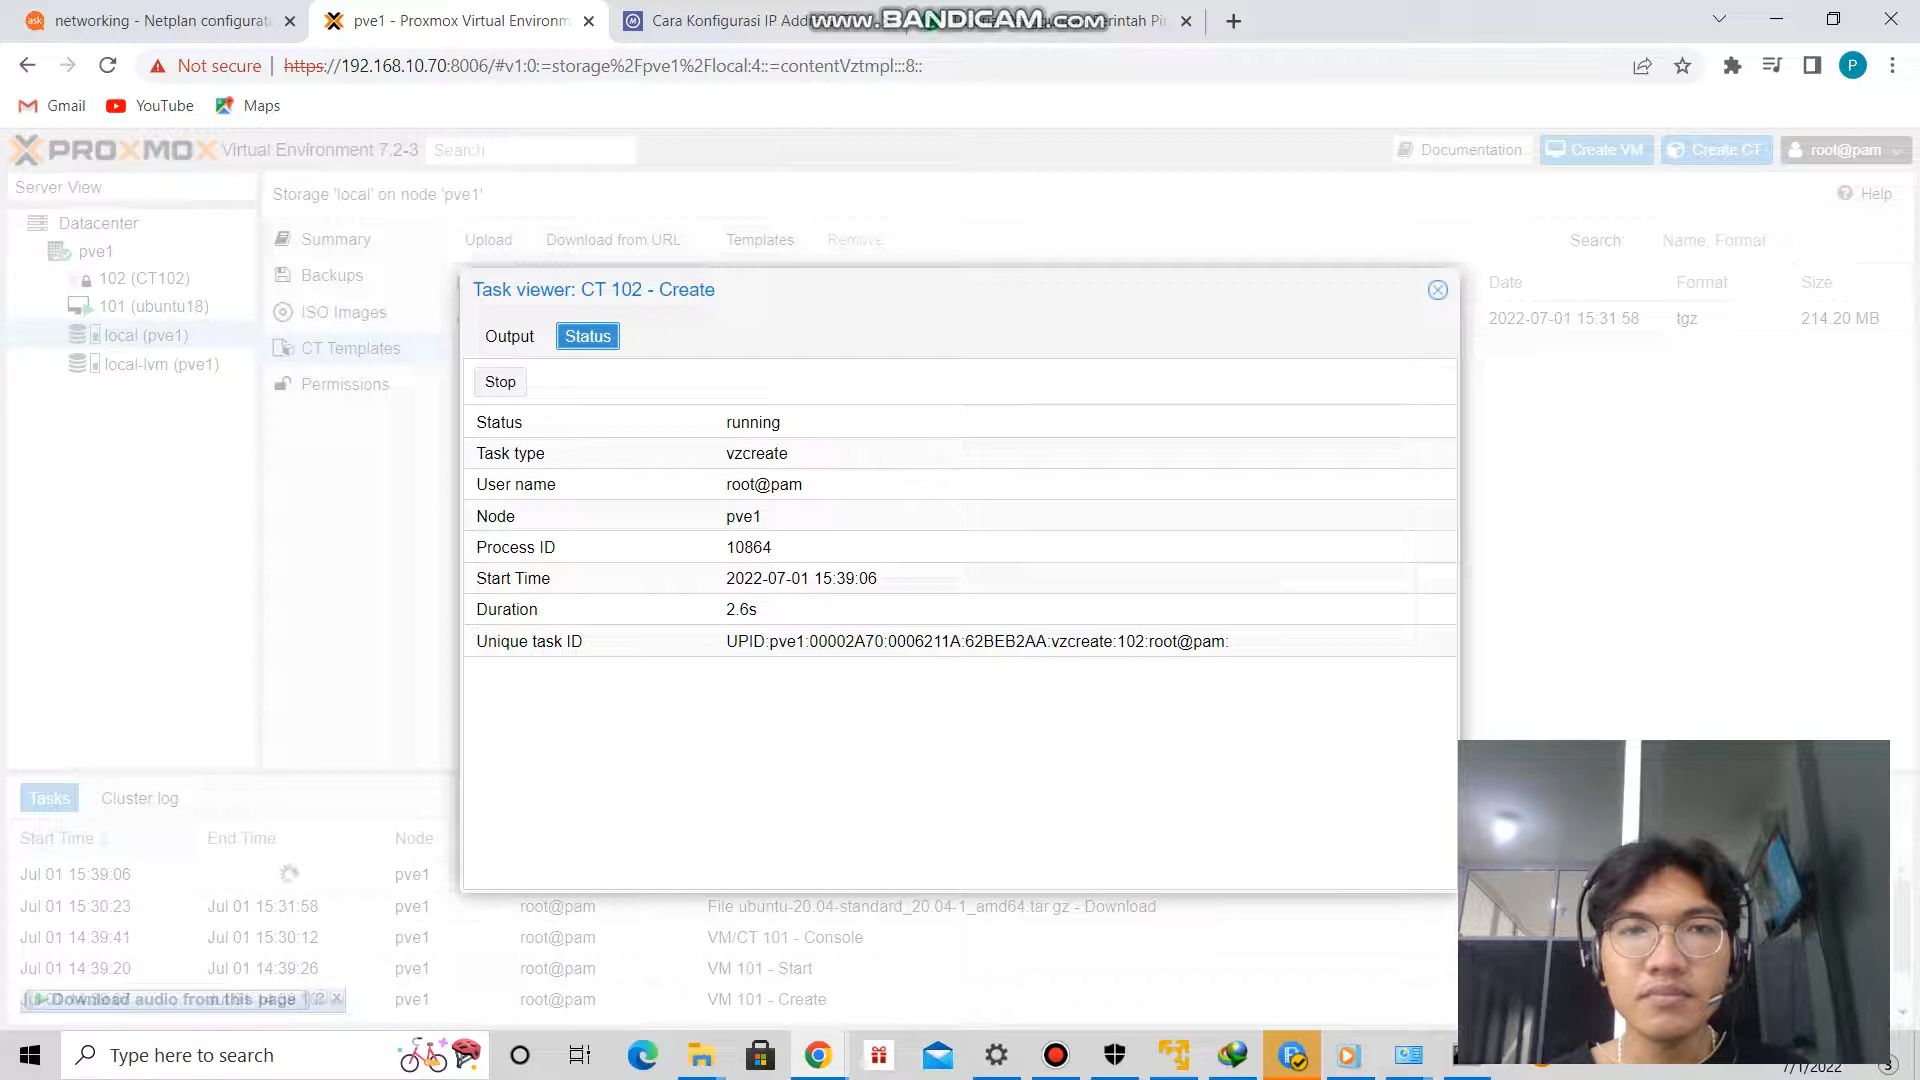 networking - Netplan configurat
pve1 - Proxmox Virtual Environm
Cara Konfigurasi IP Add
www.BANDICAM.com
Perintah Pi
Not secure
https://192.168.10.70:8006/#v1:0:=storage%2Fpve1%2Flocal:4::=contentVztmpl:::8::
P
Gmail
YouTube
Maps
PROXMOX Virtual Environment 7.2-3
Search
Documentation
Create VM
Create CT
root@pam
Server View
Storage 'local' on node 'pve1'
Help
Datacenter
pve1
102 (CT102)
101 (ubuntu18)
local (pve1)
local-lvm (pve1)
Summary
Backups
ISO Images
CT Templates
Permissions
Upload
Download from URL
Templates
Remove
Search:
Name, Format
Date
Format
Size
2022-07-01 15:31:58
tgz
214.20 MB
Task viewer: CT 102 - Create
Output
Status
Stop
Status running
Task type vzcreate
User name root@pam
Node pve1
Process ID 10864
Start Time 2022-07-01 15:39:06
Duration 2.6s
Unique task ID UPID:pve1:00002A70:0006211A:62BEB2AA:vzcreate:102:root@pam:
Tasks
Cluster log
Start Time
End Time
Node
Jul 01 15:39:06 pve1
Jul 01 15:30:23 Jul 01 15:31:58 pve1 root@pam File ubuntu-20.04-standard_20.04-1_amd64.tar.gz - Download
Jul 01 14:39:41 Jul 01 15:30:12 pve1 root@pam VM/CT 101 - Console
Jul 01 14:39:20 Jul 01 14:39:26 pve1 root@pam VM 101 - Start
Download audio from this page ? pve1 root@pam VM 101 - Create
Type here to search
7/1/2022
3